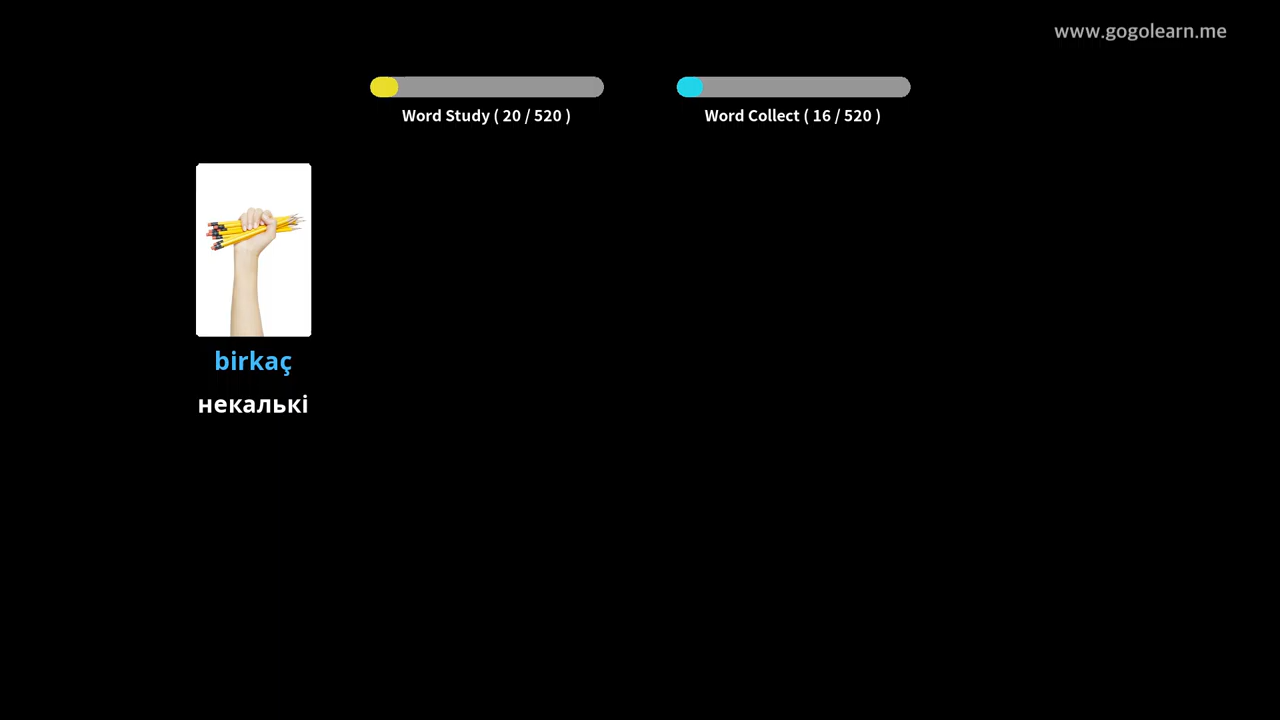 www.gogolearn.me
Word Study ( 20 / 520 )
Word Collect ( 16 / 520 )
birkaç
некалькі